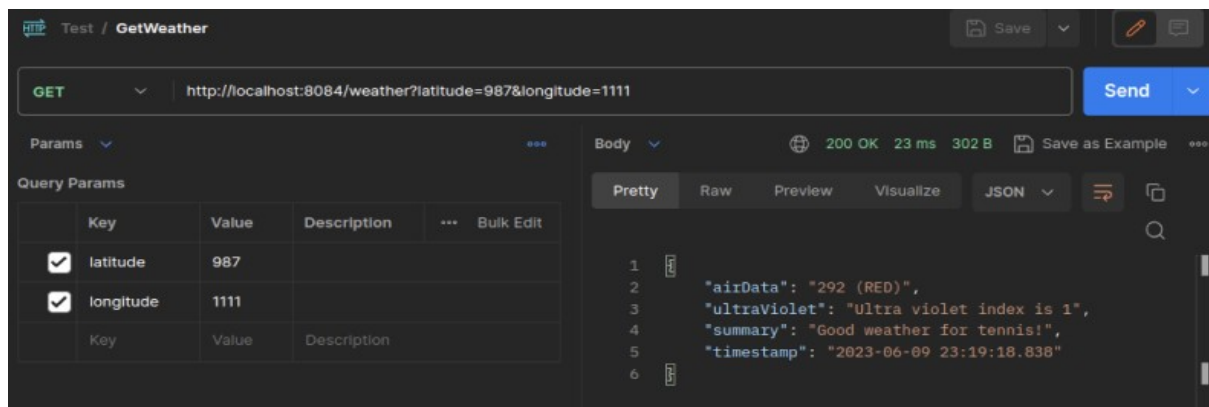 HTTP Test / GetWeather Save
GET http://localhost:8084/weather?latitude=987&longitude=1111 Send
Params Body 200 OK 23 ms 302 B Save as Example
Query Params
Pretty Raw Preview Visualize JSON
Key Value Description Bulk Edit
latitude 987
longitude 1111
Key Value Description
1 {
2 "airData": "292 (RED)",
3 "ultraViolet": "Ultra violet index is 1",
4 "summary": "Good weather for tennis!",
5 "timestamp": "2023-06-09 23:19:18.838"
6 }